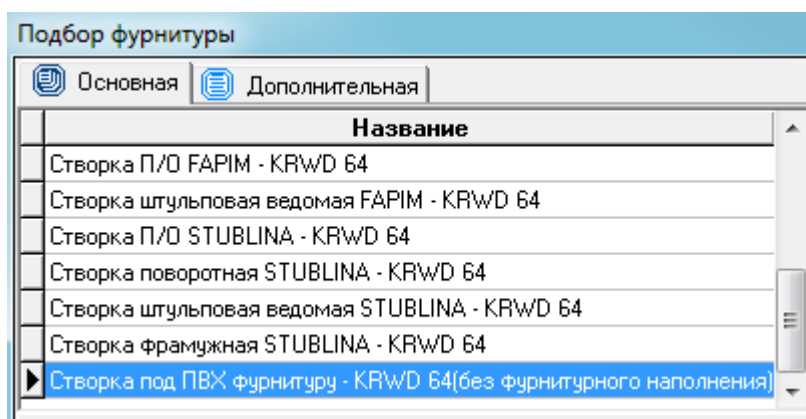 Подбор фурнитуры
Основная
Дополнительная
Название
Створка П/О FAPIM - KRWD 64
Створка штульповая ведомая FAPIM - KRWD 64
Створка П/О STUBLINA - KRWD 64
Створка поворотная STUBLINA - KRWD 64
Створка штульповая ведомая STUBLINA - KRWD 64
Створка фрамужная STUBLINA - KRWD 64
Створка под ПВХ фурнитуру - KRWD 64(без фурнитурного наполнения)